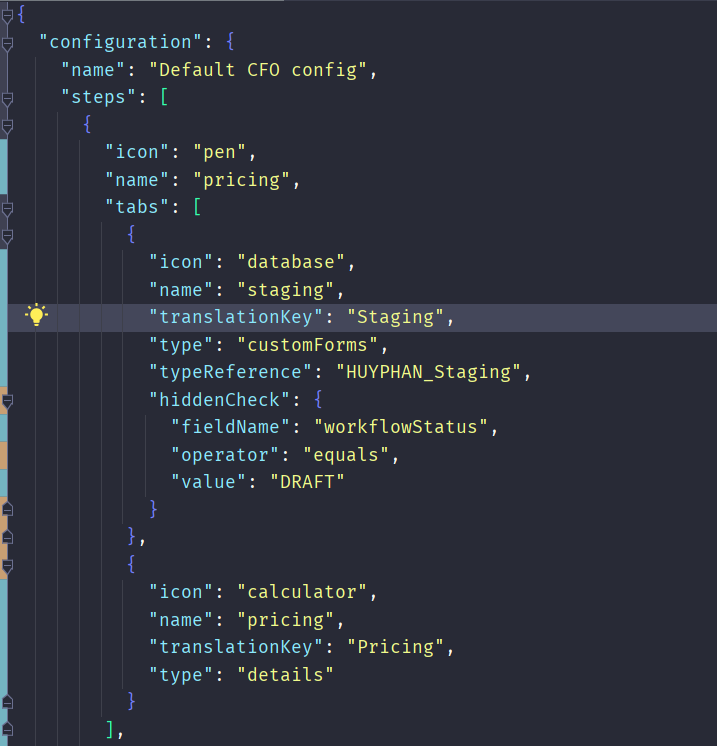 {
  "configuration": {
    "name": "Default CFO config",
    "steps": [
      {
        "icon": "pen",
        "name": "pricing",
        "tabs": [
          {
            "icon": "database",
            "name": "staging",
            "translationKey": "Staging",
            "type": "customForms",
            "typeReference": "HUYPHAN_Staging",
            "hiddenCheck": {
              "fieldName": "workflowStatus",
              "operator": "equals",
              "value": "DRAFT"
            }
          },
          {
            "icon": "calculator",
            "name": "pricing",
            "translationKey": "Pricing",
            "type": "details"
          }
        ],